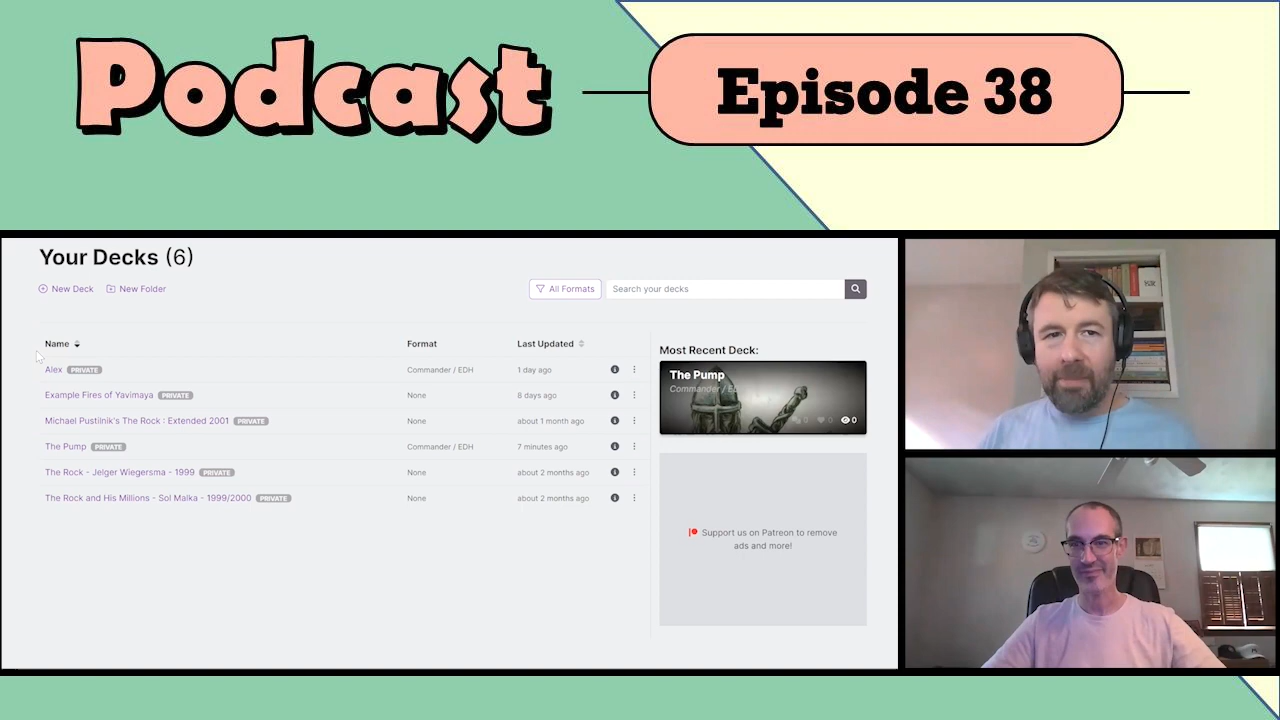 Podcast
Episode 38
Your Decks (6)
New Deck New Folder
All Formats Search your decks
Name Format Last Updated
Alex PRIVATE Commander / EDH 1 day ago
Example Fires of Yavimaya PRIVATE None 8 days ago
Michael Pustilnik's The Rock : Extended 2001 PRIVATE None about 1 month ago
The Pump PRIVATE Commander / EDH 7 minutes ago
The Rock - Jelger Wiegersma - 1999 PRIVATE None about 2 months ago
The Rock and His Millions - Sol Malka - 1999/2000 PRIVATE None about 2 months ago
Most Recent Deck:
The Pump
Commander /
0 0 0
Support us on Patreon to remove
ads and more!